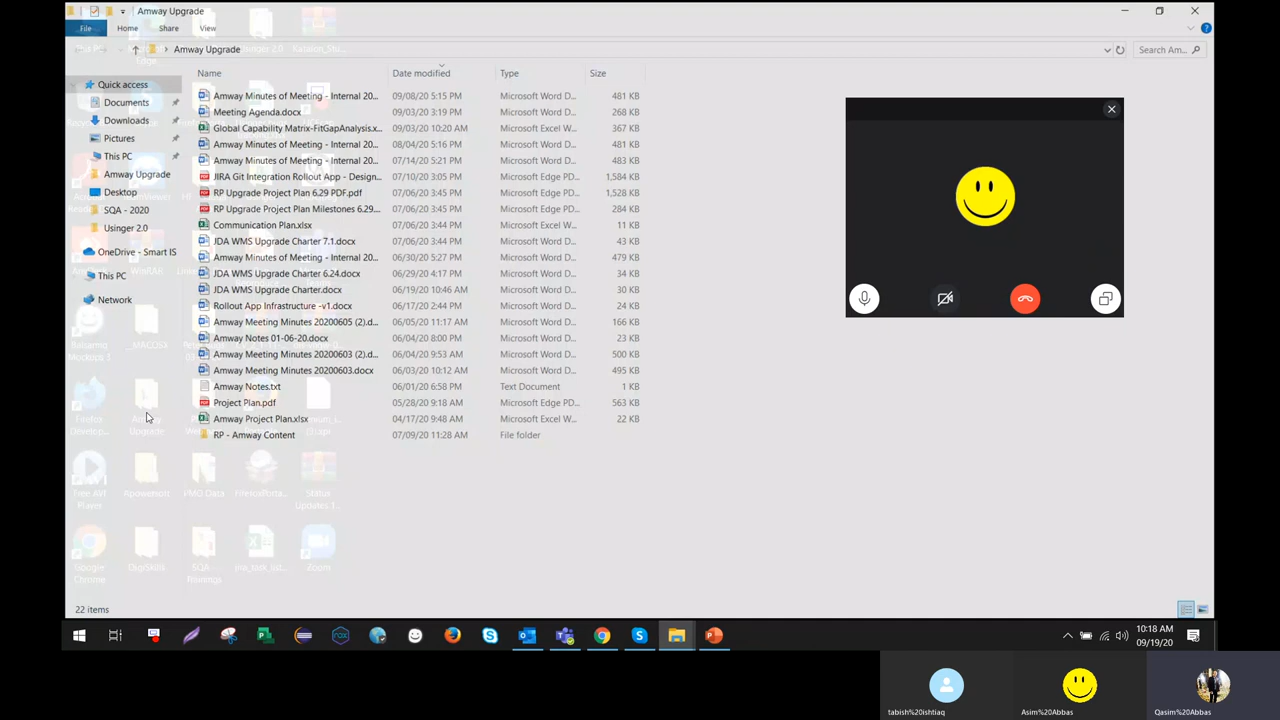 Amway Upgrade
File Home Share View
Amway Upgrade Search Am...
Name Date modified Type Size
Quick access
Documents
Downloads
Pictures
This PC
Amway Upgrade
Desktop
SQA - 2020
Usinger 2.0
OneDrive - Smart IS
This PC
Network
Amway Minutes of Meeting - Internal 20... 09/08/20 5:15 PM Microsoft Word D... 481 KB
Meeting Agenda.docx 09/03/20 3:19 PM Microsoft Word D... 268 KB
Global Capability Matrix-FitGapAnalysis.x... 09/03/20 10:20 AM Microsoft Excel W... 367 KB
Amway Minutes of Meeting - Internal 20... 08/04/20 5:16 PM Microsoft Word D... 481 KB
Amway Minutes of Meeting - Internal 20... 07/14/20 5:21 PM Microsoft Word D... 483 KB
JIRA Git Integration Rollout App - Design... 07/10/20 3:05 PM Microsoft Edge PD... 1,584 KB
RP Upgrade Project Plan 6.29 PDF.pdf 07/06/20 3:45 PM Microsoft Edge PD... 1,528 KB
RP Upgrade Project Plan Milestones 6.29... 07/06/20 3:45 PM Microsoft Edge PD... 284 KB
Communication Plan.xlsx 07/06/20 3:44 PM Microsoft Excel W... 11 KB
JDA WMS Upgrade Charter 7.1.docx 07/06/20 3:44 PM Microsoft Word D... 43 KB
Amway Minutes of Meeting - Internal 20... 06/30/20 5:27 PM Microsoft Word D... 479 KB
JDA WMS Upgrade Charter 6.24.docx 06/29/20 4:17 PM Microsoft Word D... 34 KB
JDA WMS Upgrade Charter.docx 06/19/20 10:46 AM Microsoft Word D... 30 KB
Rollout App Infrastructure -v1.docx 06/17/20 2:44 PM Microsoft Word D... 24 KB
Amway Meeting Minutes 20200605 (2).d... 06/05/20 11:17 AM Microsoft Word D... 166 KB
Amway Notes 01-06-20.docx 06/04/20 8:00 PM Microsoft Word D... 23 KB
Amway Meeting Minutes 20200603 (2).d... 06/04/20 9:53 AM Microsoft Word D... 500 KB
Amway Meeting Minutes 20200603.docx 06/03/20 10:12 AM Microsoft Word D... 495 KB
Amway Notes.txt 06/01/20 6:58 PM Text Document 1 KB
Project Plan.pdf 05/28/20 9:18 AM Microsoft Edge PD... 563 KB
Amway Project Plan.xlsx 04/17/20 9:48 AM Microsoft Excel W... 22 KB
RP - Amway Content 07/09/20 11:28 AM File folder
Firefox Develop...
Amway Upgrade
Free AVI Player
Apowersoft
PMO Data
Status Updates 1...
Google Chrome
DigiSkills
SQA Trainings
Zoom
22 items
10:18 AM
09/19/20
tabish%20ishtiaq
Asim%20Abbas
Qasim%20Abbas